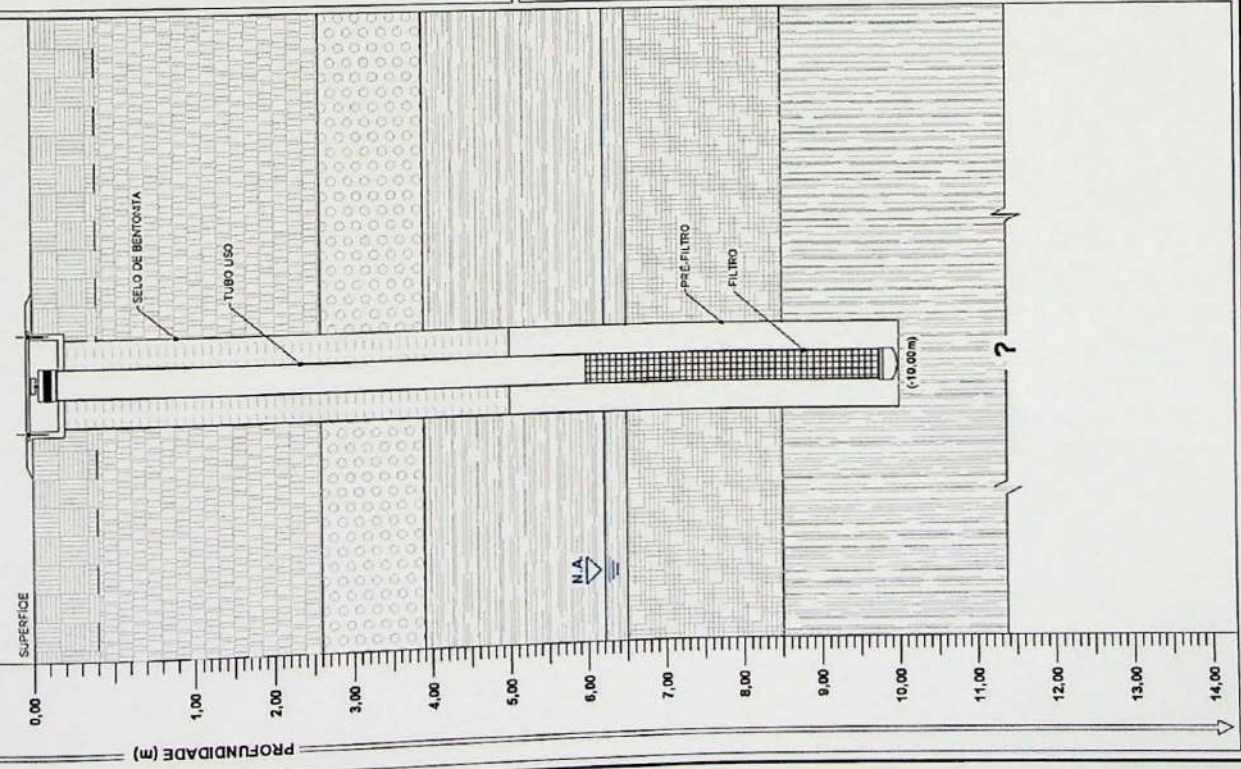 SUPERFÍCIE
SELO DE BENTONITA
TUBO LISO
N.A.
PRÉ-FILTRO
FILTRO
(-10,00m)
?
PROFUNDIDADE (m)
0,00
1,00
2,00
3,00
4,00
5,00
6,00
7,00
8,00
9,00
10,00
11,00
12,00
13,00
14,00